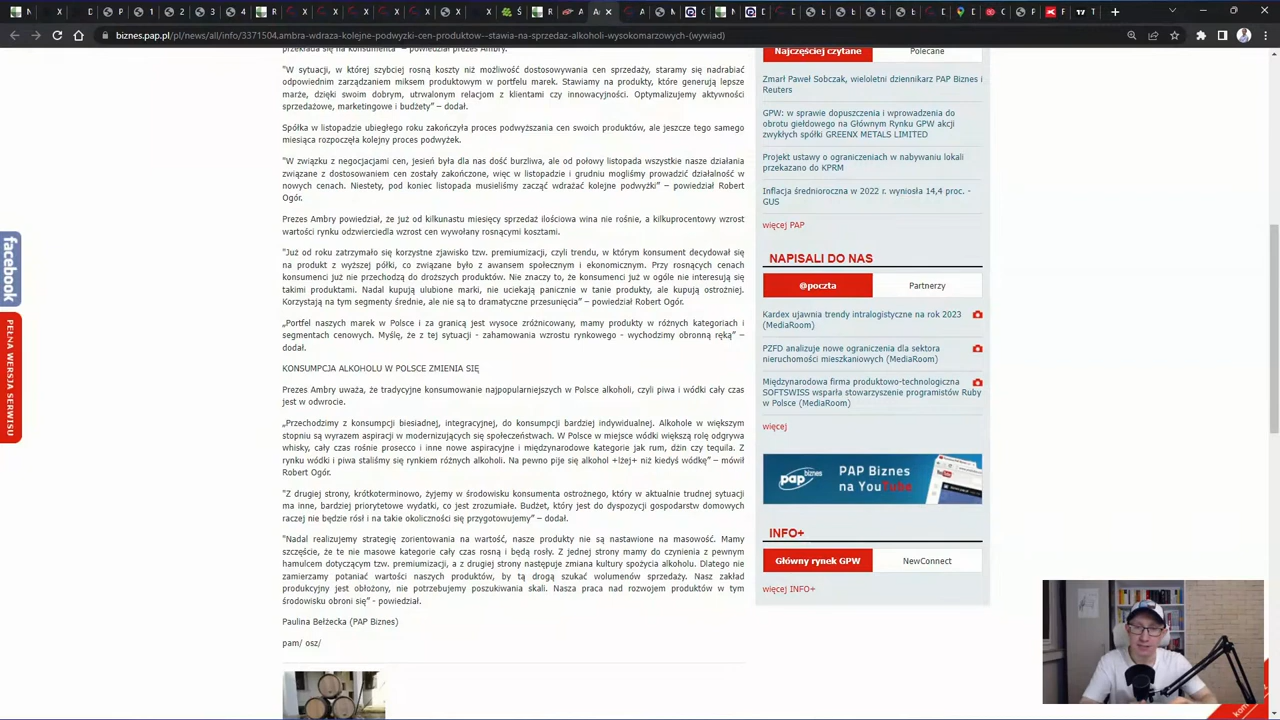 biznes.pap.pl/pl/news/all/info/3371504,ambra-wdraza-kolejne-podwyzki-cen-produktow--stawia-na-sprzedaz-alkoholi-wysokomarzowych-(wywiad)
przekłada się na konsumenta" – powiedział prezes Ambry.
"W sytuacji, w której szybciej rosną koszty niż możliwość dostosowywania cen sprzedaży, staramy się nadrabiać
odpowiednim zarządzaniem miksem produktowym w portfelu marek. Stawiamy na produkty, które generują lepsze
marże, dzięki swoim dobrym, utrwalonym relacjom z klientami czy innowacyjności. Optymalizujemy aktywności
sprzedażowe, marketingowe i budżety” – dodał.
Spółka w listopadzie ubiegłego roku zakończyła proces podwyższania cen swoich produktów, ale jeszcze tego samego
miesiąca rozpoczęła kolejny proces podwyżek.
"W związku z negocjacjami cen, jesień była dla nas dość burzliwa, ale od połowy listopada wszystkie nasze działania
związane z dostosowaniem cen zostały zakończone, więc w listopadzie i grudniu mogliśmy prowadzić działalność w
nowych cenach. Niestety, pod koniec listopada musieliśmy zacząć wdrażać kolejne podwyżki” – powiedział Robert
Ogór.
Prezes Ambry powiedział, że już od kilkunastu miesięcy sprzedaż ilościowa wina nie rośnie, a kilkuprocentowy wzrost
wartości rynku odzwierciedla wzrost cen wywołany rosnącymi kosztami.
"Już od roku zatrzymało się korzystne zjawisko tzw. premiumizacji, czyli trendu, w którym konsument decydował się
na produkt z wyższej półki, co związane było z awansem społecznym i ekonomicznym. Przy rosnących cenach
konsumenci już nie przechodzą do droższych produktów. Nie znaczy to, że konsumenci już w ogóle nie interesują się
takimi produktami. Nadal kupują ulubione marki, nie uciekają panicznie w tanie produkty, ale kupują ostrożniej.
Korzystają na tym segmenty średnie, ale nie są to dramatyczne przesunięcia” – powiedział Robert Ogór.
„Portfel naszych marek w Polsce i za granicą jest wysoce zróżnicowany, mamy produkty w różnych kategoriach i
segmentach cenowych. Myślę, że z tej sytuacji - zahamowania wzrostu rynkowego - wychodzimy obronną ręką” –
dodał.
KONSUMPCJA ALKOHOLU W POLSCE ZMIENIA SIĘ
Prezes Ambry uważa, że tradycyjne konsumowanie najpopularniejszych w Polsce alkoholi, czyli piwa i wódki cały czas
jest w odwrocie.
„Przechodzimy z konsumpcji biesiadnej, integracyjnej, do konsumpcji bardziej indywidualnej. Alkohole w większym
stopniu są wyrazem aspiracji w modernizujących się społeczeństwach. W Polsce w miejsce wódki większą rolę odgrywa
whisky, cały czas rośnie prosecco i inne nowe aspiracyjne i międzynarodowe kategorie jak rum, dżin czy tequila. Z
rynku wódki i piwa staliśmy się rynkiem różnych alkoholi. Na pewno pije się alkohol +lżej+ niż kiedyś wódkę” – mówił
Robert Ogór.
"Z drugiej strony, krótkoterminowo, żyjemy w środowisku konsumenta ostrożnego, który w aktualnie trudnej sytuacji
ma inne, bardziej priorytetowe wydatki, co jest zrozumiałe. Budżet, który jest do dyspozycji gospodarstw domowych
raczej nie będzie rósł i na takie okoliczności się przygotowujemy” – dodał.
"Nadal realizujemy strategię zorientowania na wartość, nasze produkty nie są nastawione na masowość. Mamy
szczęście, że te nie masowe kategorie cały czas rosną i będą rosły. Z jednej strony mamy do czynienia z pewnym
hamulcem dotyczącym tzw. premiumizacji, a z drugiej strony następuje zmiana kultury spożycia alkoholu. Dlatego nie
zamierzamy potaniać wartości naszych produktów, by tą drogą szukać wolumenów sprzedaży. Nasz zakład
produkcyjny jest obłożony, nie potrzebujemy poszukiwania skali. Nasza praca nad rozwojem produktów w tym
środowisku obroni się” - powiedział.
Paulina Bełżecka (PAP Biznes)
pam/ osz/
Najczęściej czytane
Polecane
Zmarł Paweł Sobczak, wieloletni dziennikarz PAP Biznes i
Reuters
GPW: w sprawie dopuszczenia i wprowadzenia do
obrotu giełdowego na Głównym Rynku GPW akcji
zwykłych spółki GREENX METALS LIMITED
Projekt ustawy o ograniczeniach w nabywaniu lokali
przekazano do KPRM
Inflacja średnioroczna w 2022 r. wyniosła 14,4 proc. -
GUS
więcej PAP
NAPISALI DO NAS
@poczta
Partnerzy
Kardex ujawnia trendy intralogistyczne na rok 2023
(MediaRoom)
PZFD analizuje nowe ograniczenia dla sektora
nieruchomości mieszkaniowych (MediaRoom)
Międzynarodowa firma produktowo-technologiczna
SOFTSWISS wsparła stowarzyszenie programistów Ruby
w Polsce (MediaRoom)
więcej
pap biznes
PAP Biznes
na YouTube
INFO+
Główny rynek GPW
NewConnect
więcej INFO+
facebook
PEŁNA WERSJA SERWISU